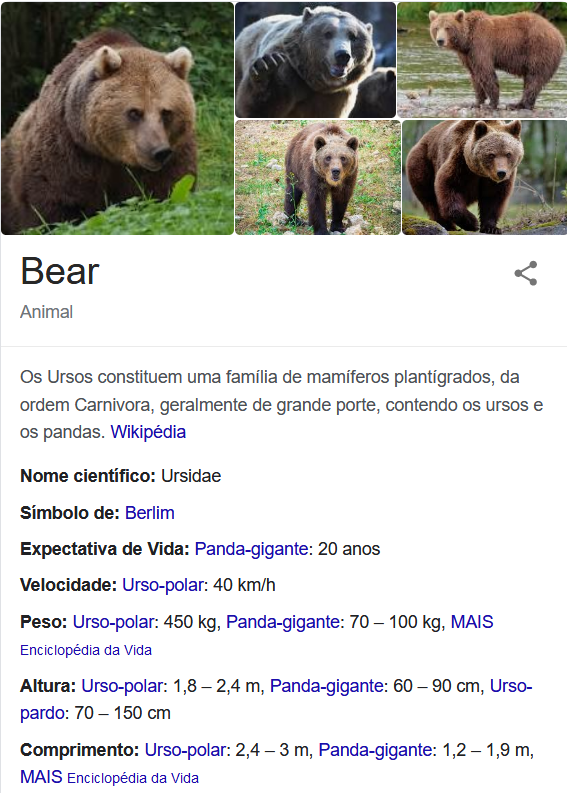 Bear
Animal
Os Ursos constituem uma família de mamíferos plantígrados, da
ordem Carnivora, geralmente de grande porte, contendo os ursos e
os pandas. Wikipédia
Nome científico: Ursidae
Símbolo de: Berlim
Expectativa de Vida: Panda-gigante: 20 anos
Velocidade: Urso-polar: 40 km/h
Peso: Urso-polar: 450 kg, Panda-gigante: 70 – 100 kg, MAIS
Enciclopédia da Vida
Altura: Urso-polar: 1,8 – 2,4 m, Panda-gigante: 60 – 90 cm, Urso-
pardo: 70 – 150 cm
Comprimento: Urso-polar: 2,4 – 3 m, Panda-gigante: 1,2 – 1,9 m,
MAIS Enciclopédia da Vida